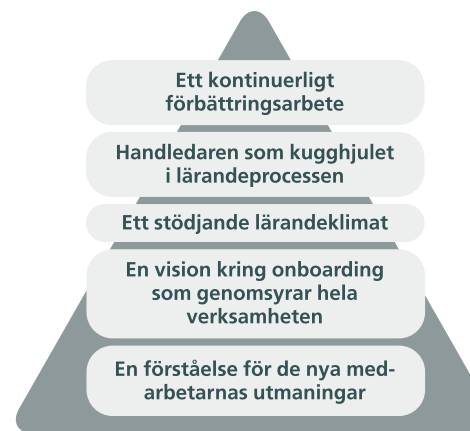 Ett kontinuerligt
förbättringsarbete
Handledaren som kugghjulet
i lärandeprocessen
Ett stödjande lärandeklimat
En vision kring onboarding
som genomsyrar hela
verksamheten
En förståelse för de nya med-
arbetarnas utmaningar